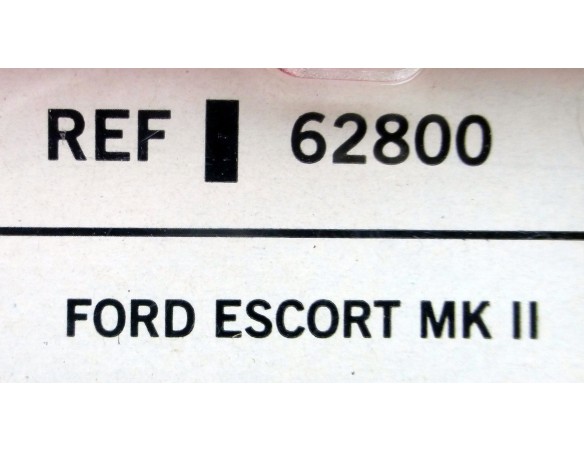 REF 62800
FORD ESCORT MK II